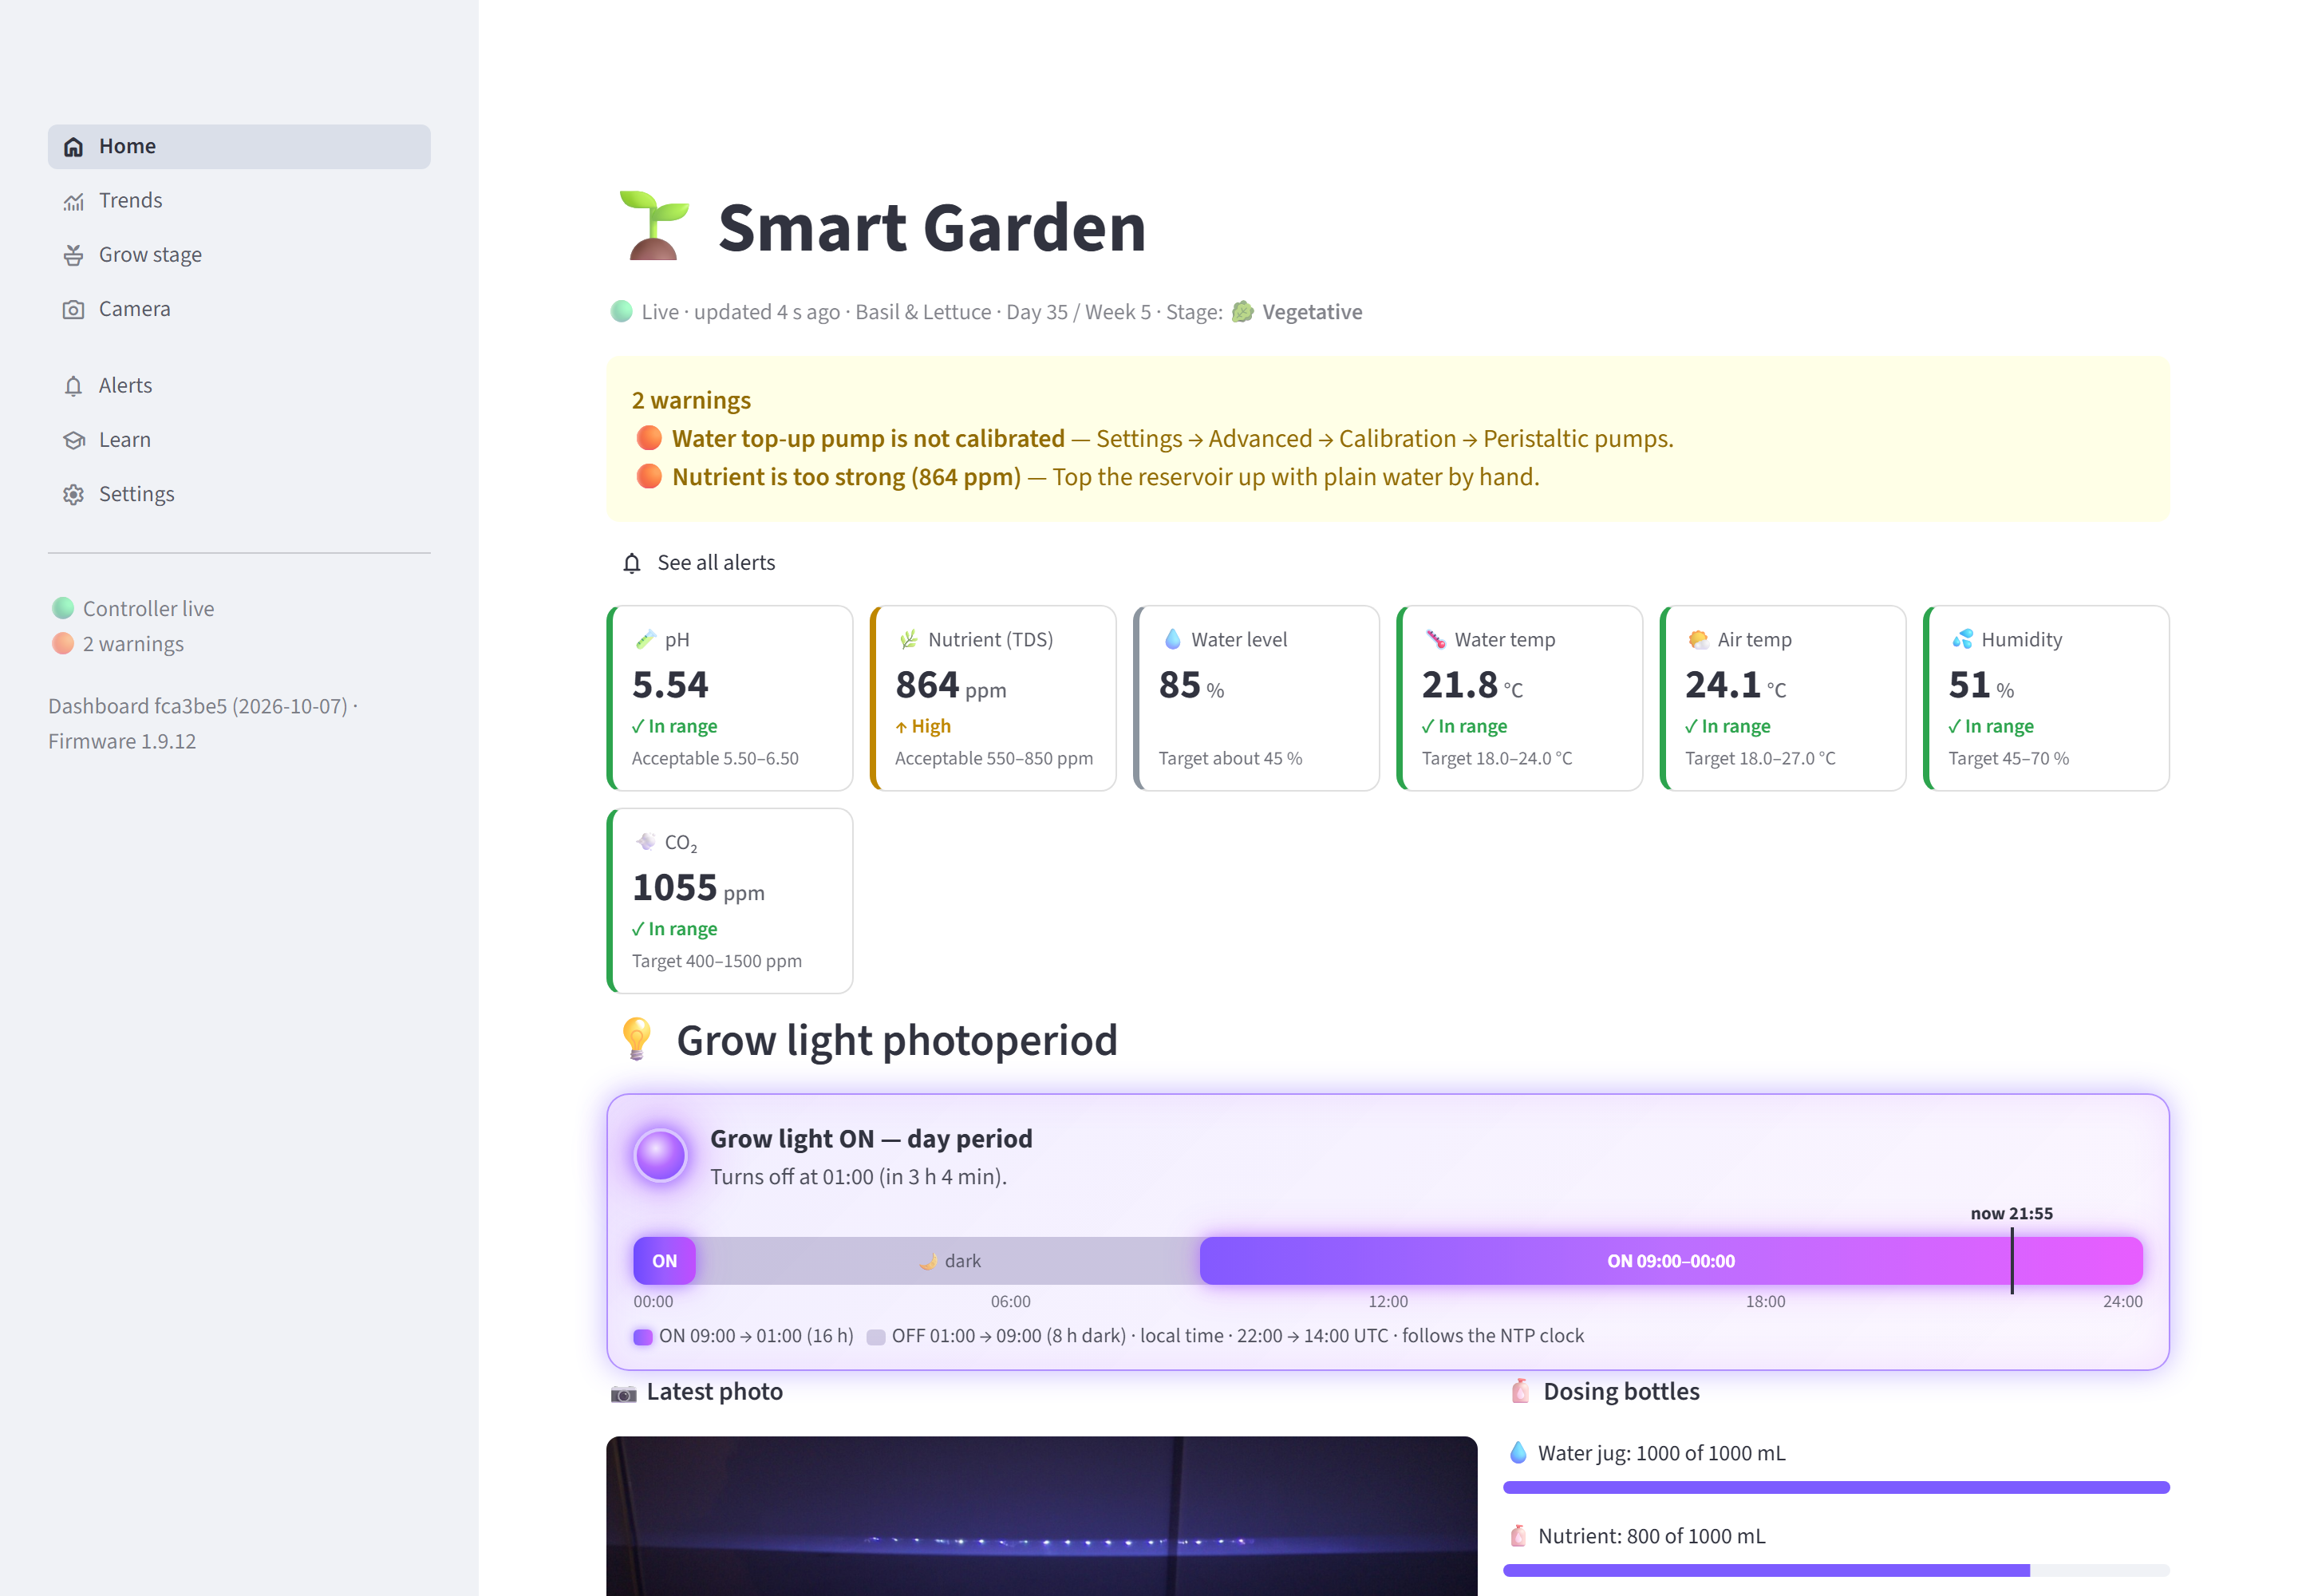 Home
Trends
Grow stage
Camera
Alerts
Learn
Settings
Controller live
2 warnings
Dashboard fca3be5 (2026-10-07) ·
Firmware 1.9.12
Smart Garden
Live · updated 4 s ago · Basil & Lettuce · Day 35 / Week 5 · Stage: Vegetative
2 warnings
Water top-up pump is not calibrated — Settings → Advanced → Calibration → Peristaltic pumps.
Nutrient is too strong (864 ppm) — Top the reservoir up with plain water by hand.
See all alerts
pH
5.54
✓ In range
Acceptable 5.50–6.50
Nutrient (TDS)
864 ppm
↑ High
Acceptable 550–850 ppm
Water level
85 %
Target about 45 %
Water temp
21.8 °C
✓ In range
Target 18.0–24.0 °C
Air temp
24.1 °C
✓ In range
Target 18.0–27.0 °C
Humidity
51 %
✓ In range
Target 45–70 %
CO₂
1055 ppm
✓ In range
Target 400–1500 ppm
Grow light photoperiod
Grow light ON — day period
Turns off at 01:00 (in 3 h 4 min).
now 21:55
ON
dark
ON 09:00–00:00
00:00 06:00 12:00 18:00 24:00
ON 09:00 → 01:00 (16 h) OFF 01:00 → 09:00 (8 h dark) · local time · 22:00 → 14:00 UTC · follows the NTP clock
Latest photo
Dosing bottles
Water jug: 1000 of 1000 mL
Nutrient: 800 of 1000 mL